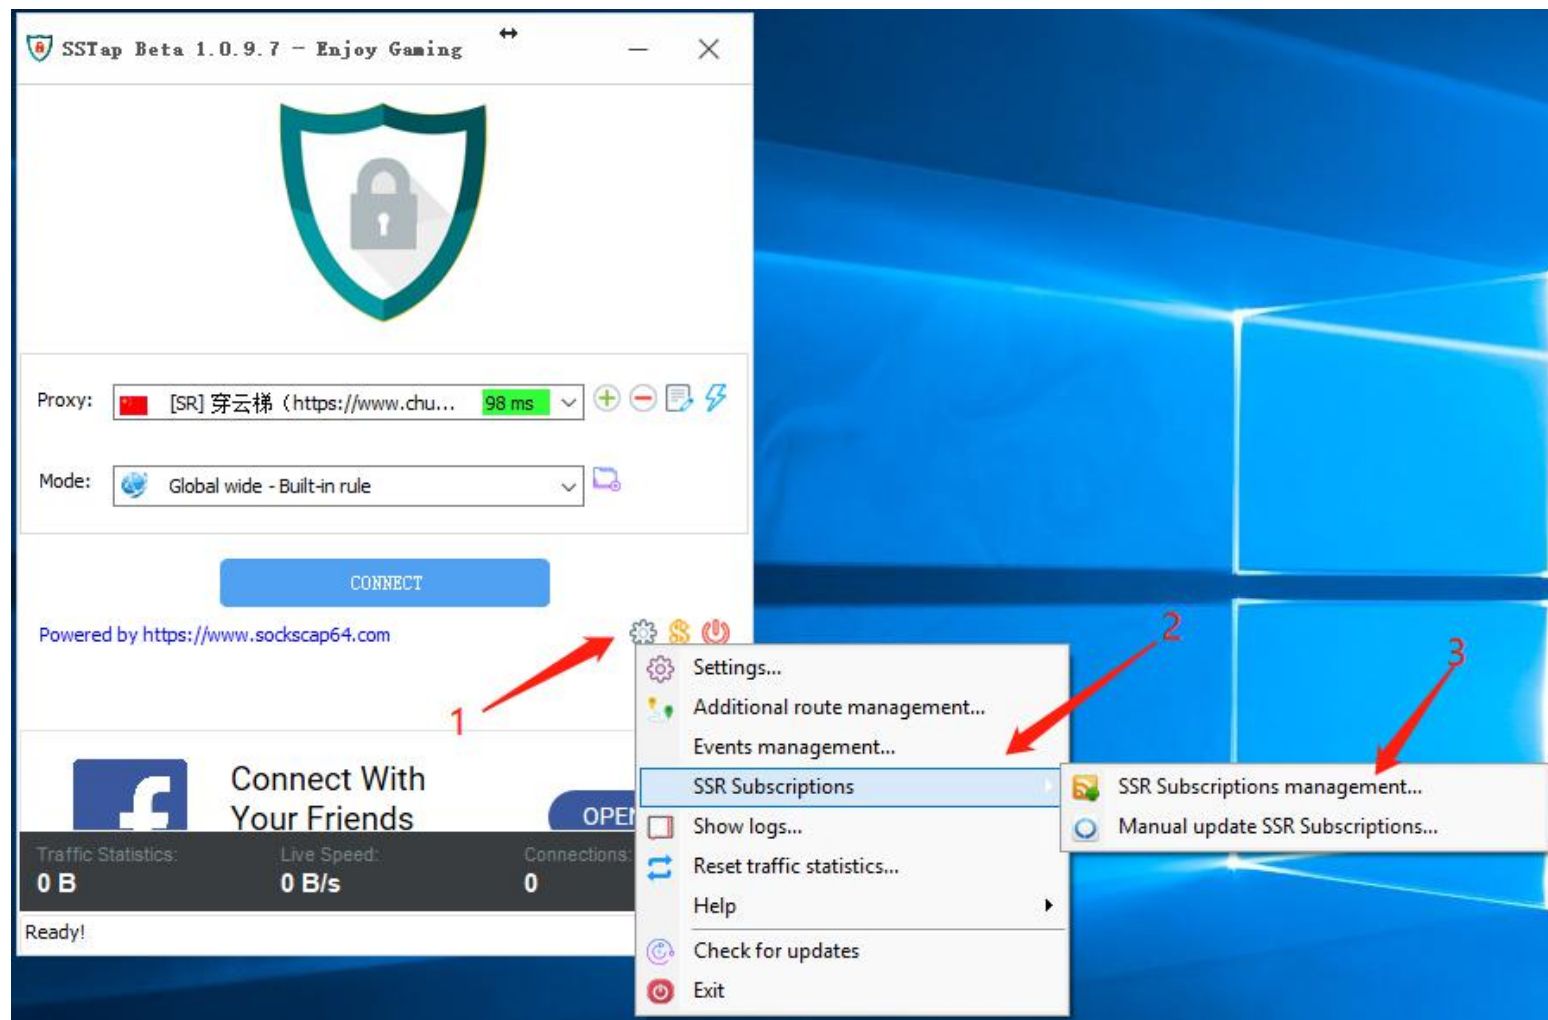 SSTap Beta 1.0.9.7 - Enjoy Gaming
Proxy: [SR] 穿云梯（https://www.chu... 98 ms
Mode: Global wide - Built-in rule
CONNECT
Powered by https://www.sockscap64.com
1
2
3
Settings...
Additional route management...
Events management...
SSR Subscriptions
Show logs...
Reset traffic statistics...
Help
Check for updates
Exit
SSR Subscriptions management...
Manual update SSR Subscriptions...
Connect With
Your Friends
OPEN
Traffic Statistics: Live Speed: Connections:
0 B 0 B/s 0
Ready!